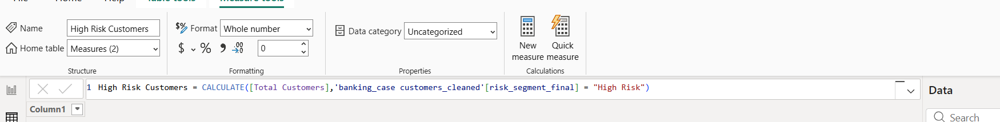 File Home Help Table tools Measure tools
Name High Risk Customers
Home table Measures (2)
Structure
$% Format Whole number
$ % , .00 .0
0
Formatting
Data category Uncategorized
Properties
New measure
Quick measure
Calculations
1 High Risk Customers = CALCULATE([Total Customers],'banking_case customers_cleaned'[risk_segment_final] = "High Risk")
Column1
Data
Search